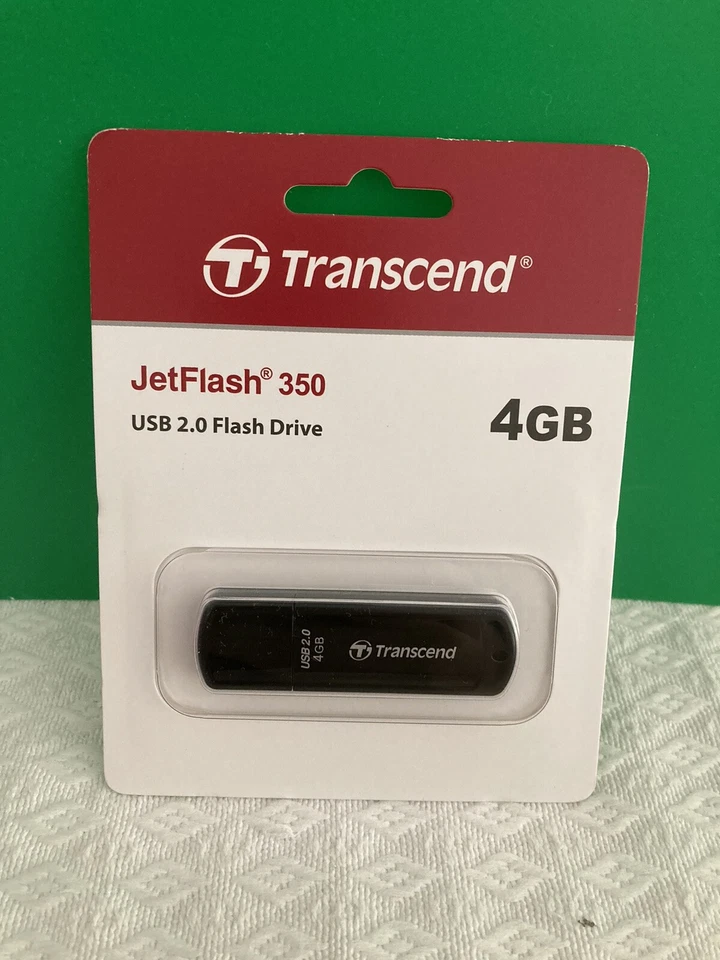 Transcend®
JetFlash® 350
USB 2.0 Flash Drive
4GB
USB 2.0
4GB
Transcend